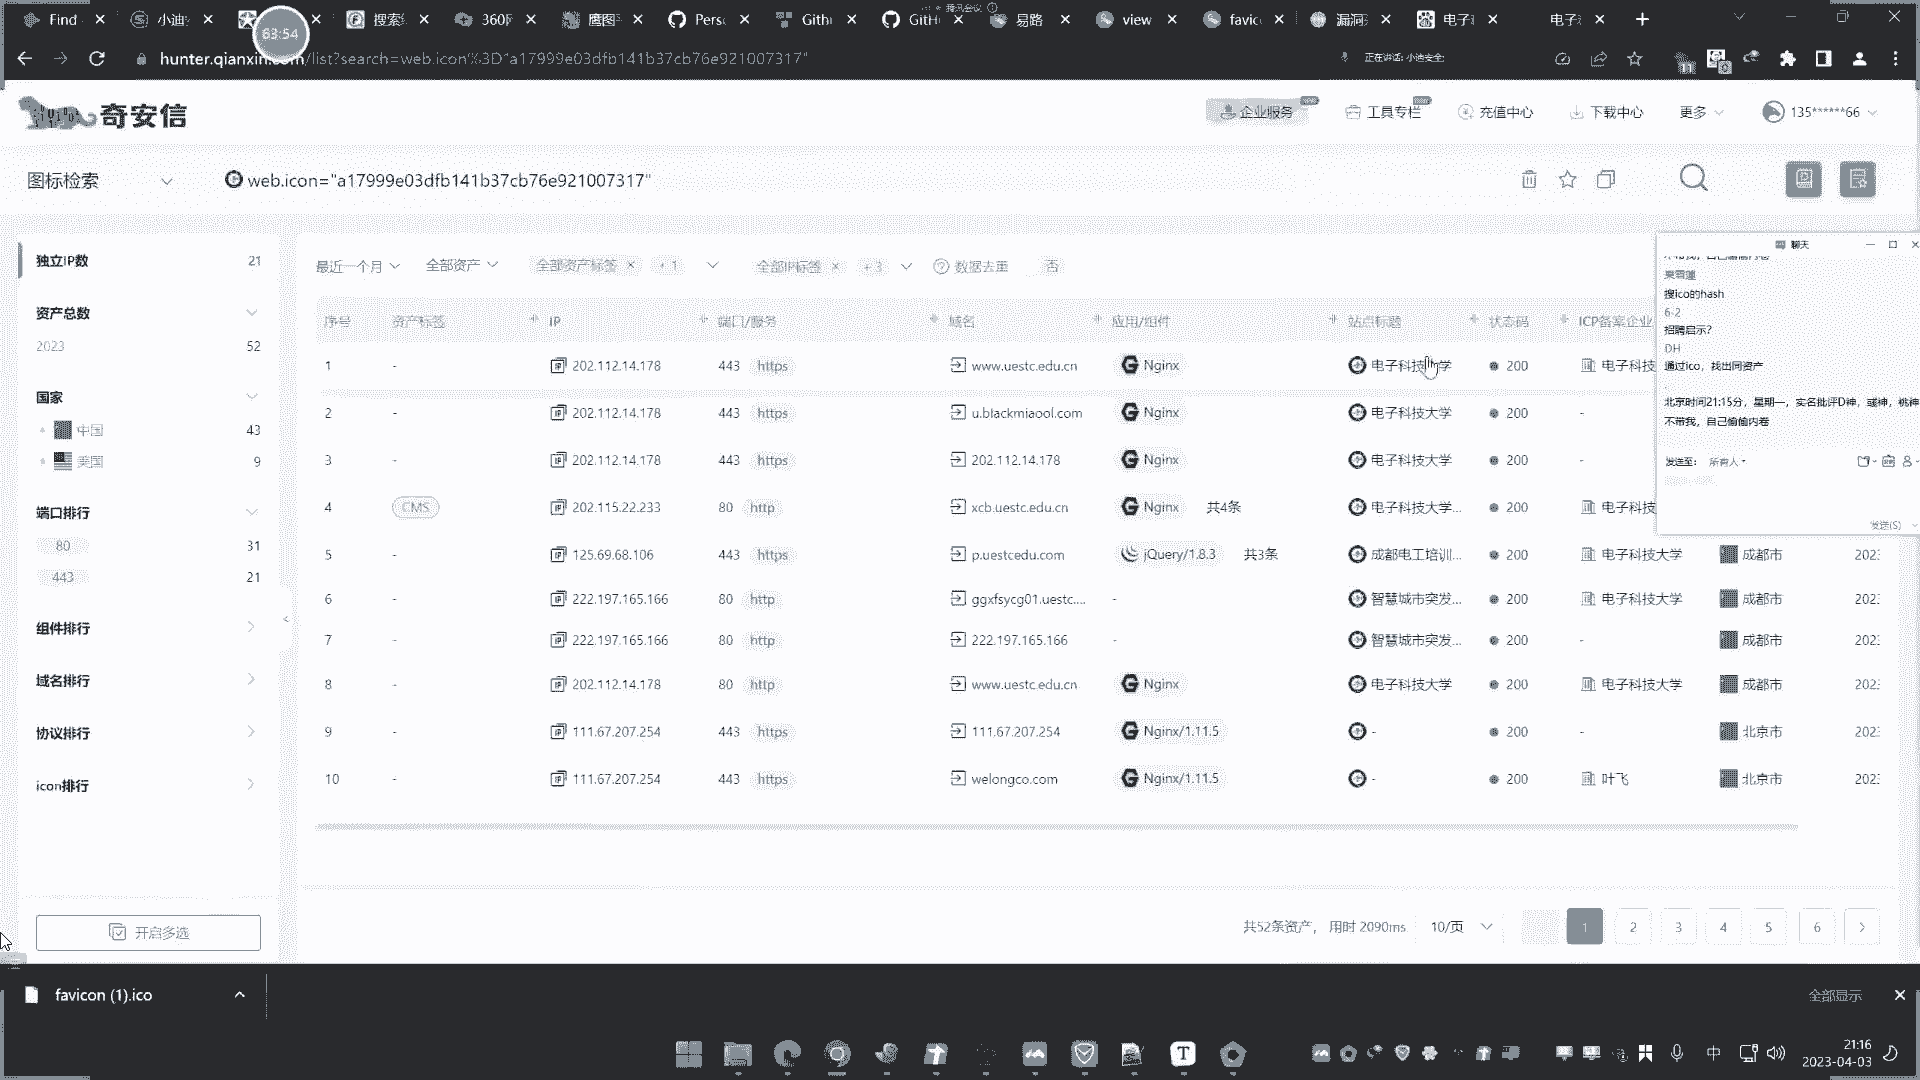 腾讯会议
Find
小迪
搜索
360
鹰图
Pers
Gith
GitH
易路
view
favic
漏洞
电子
电子
63:54
hunter.qianxin.com/list?search=web.icon%3D"a17999e03dfb141b37cb76e921007317"
正在讲话: 小迪安全;
11
奇安信
企业服务
工具专栏
充值中心
下载中心
更多
135******66
图标检索
web.icon="a17999e03dfb141b37cb76e921007317"
独立IP数 21
资产总数
2023 52
国家
中国 43
美国 9
端口排行
80 31
443 21
组件排行
域名排行
协议排行
icon排行
开启多选
最近一个月 全部资产 全部资产标签 × + 1 全部IP标签 × + 3 数据去重 否
序号 资产标签 IP 端口/服务 域名 应用/组件 站点标题 状态码 ICP备案企业
1 - 202.112.14.178 443 https www.uestc.edu.cn Nginx 电子科技大学 200 电子科技
2 - 202.112.14.178 443 https u.blackmiaool.com Nginx 电子科技大学 200 -
3 - 202.112.14.178 443 https 202.112.14.178 Nginx 电子科技大学 200 -
4 CMS 202.115.22.233 80 http xcb.uestc.edu.cn Nginx 共4条 电子科技大学... 200 电子科技
5 - 125.69.68.106 443 https p.uestcedu.com jQuery/1.8.3 共3条 成都电工培训... 200 电子科技大学 成都市 202
6 - 222.197.165.166 80 http ggxfsycg01.uestc.... - 智慧城市突发... 200 电子科技大学 成都市 202
7 - 222.197.165.166 80 http 222.197.165.166 - 智慧城市突发... 200 - 成都市 202
8 - 202.112.14.178 80 http www.uestc.edu.cn Nginx 电子科技大学 200 电子科技大学 成都市 202
9 - 111.67.207.254 443 https 111.67.207.254 Nginx/1.11.5 - 200 - 北京市 202
10 - 111.67.207.254 443 https welongco.com Nginx/1.11.5 - 200 叶飞 北京市 202
共52条资产， 用时 2090ms 10/页 1 2 3 4 5 6
聊天
搜ico的hash
6-2
招聘启示？
DH
通过ico，找出同资产
北京时间21:15分，星期一，实名批评D神，彧神，桃神
不带我，自己偷偷内卷
发送至： 所有人
发送(S)
favicon (1).ico
全部显示
中
21:16
2023-04-03